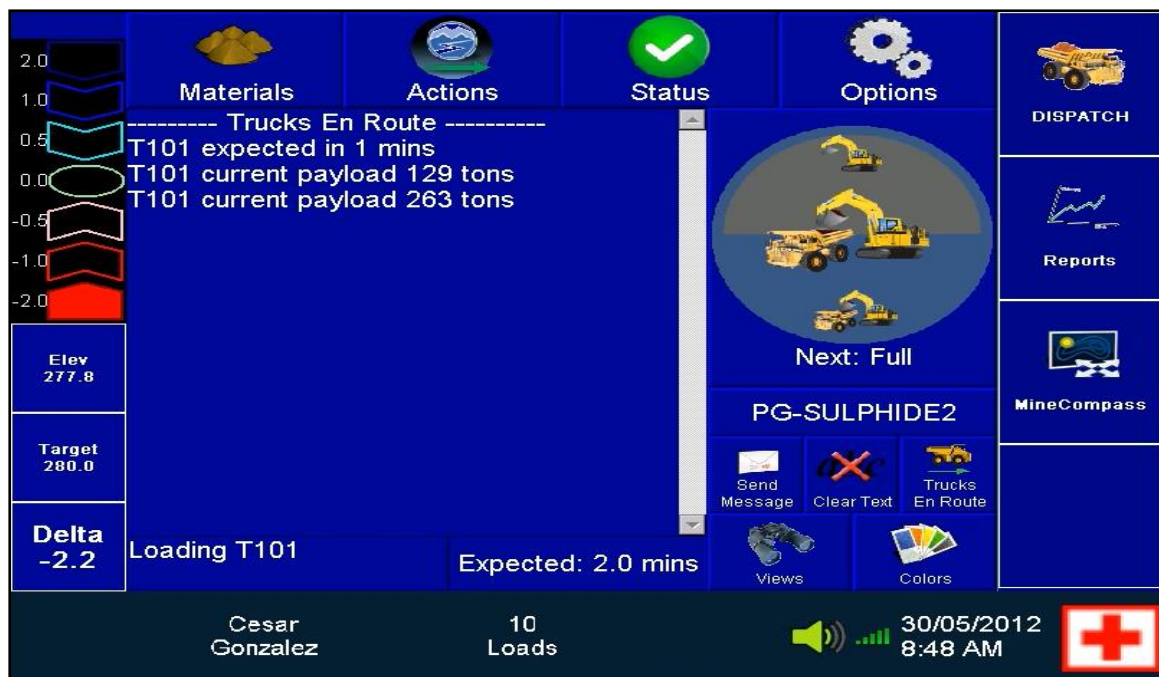 Materials
Actions
Status
Options
DISPATCH
Reports
MineCompass
2.0
1.0
0.5
0.0
-0.5
-1.0
-2.0
Elev
277.8
Target
280.0
Delta
-2.2
--------- Trucks En Route ----------
T101 expected in 1 mins
T101 current payload 129 tons
T101 current payload 263 tons
Loading T101
Expected: 2.0 mins
Next: Full
PG-SULPHIDE2
Send
Message
abc
Clear Text
Trucks
En Route
Views
Colors
Cesar
Gonzalez
10
Loads
30/05/2012
8:48 AM